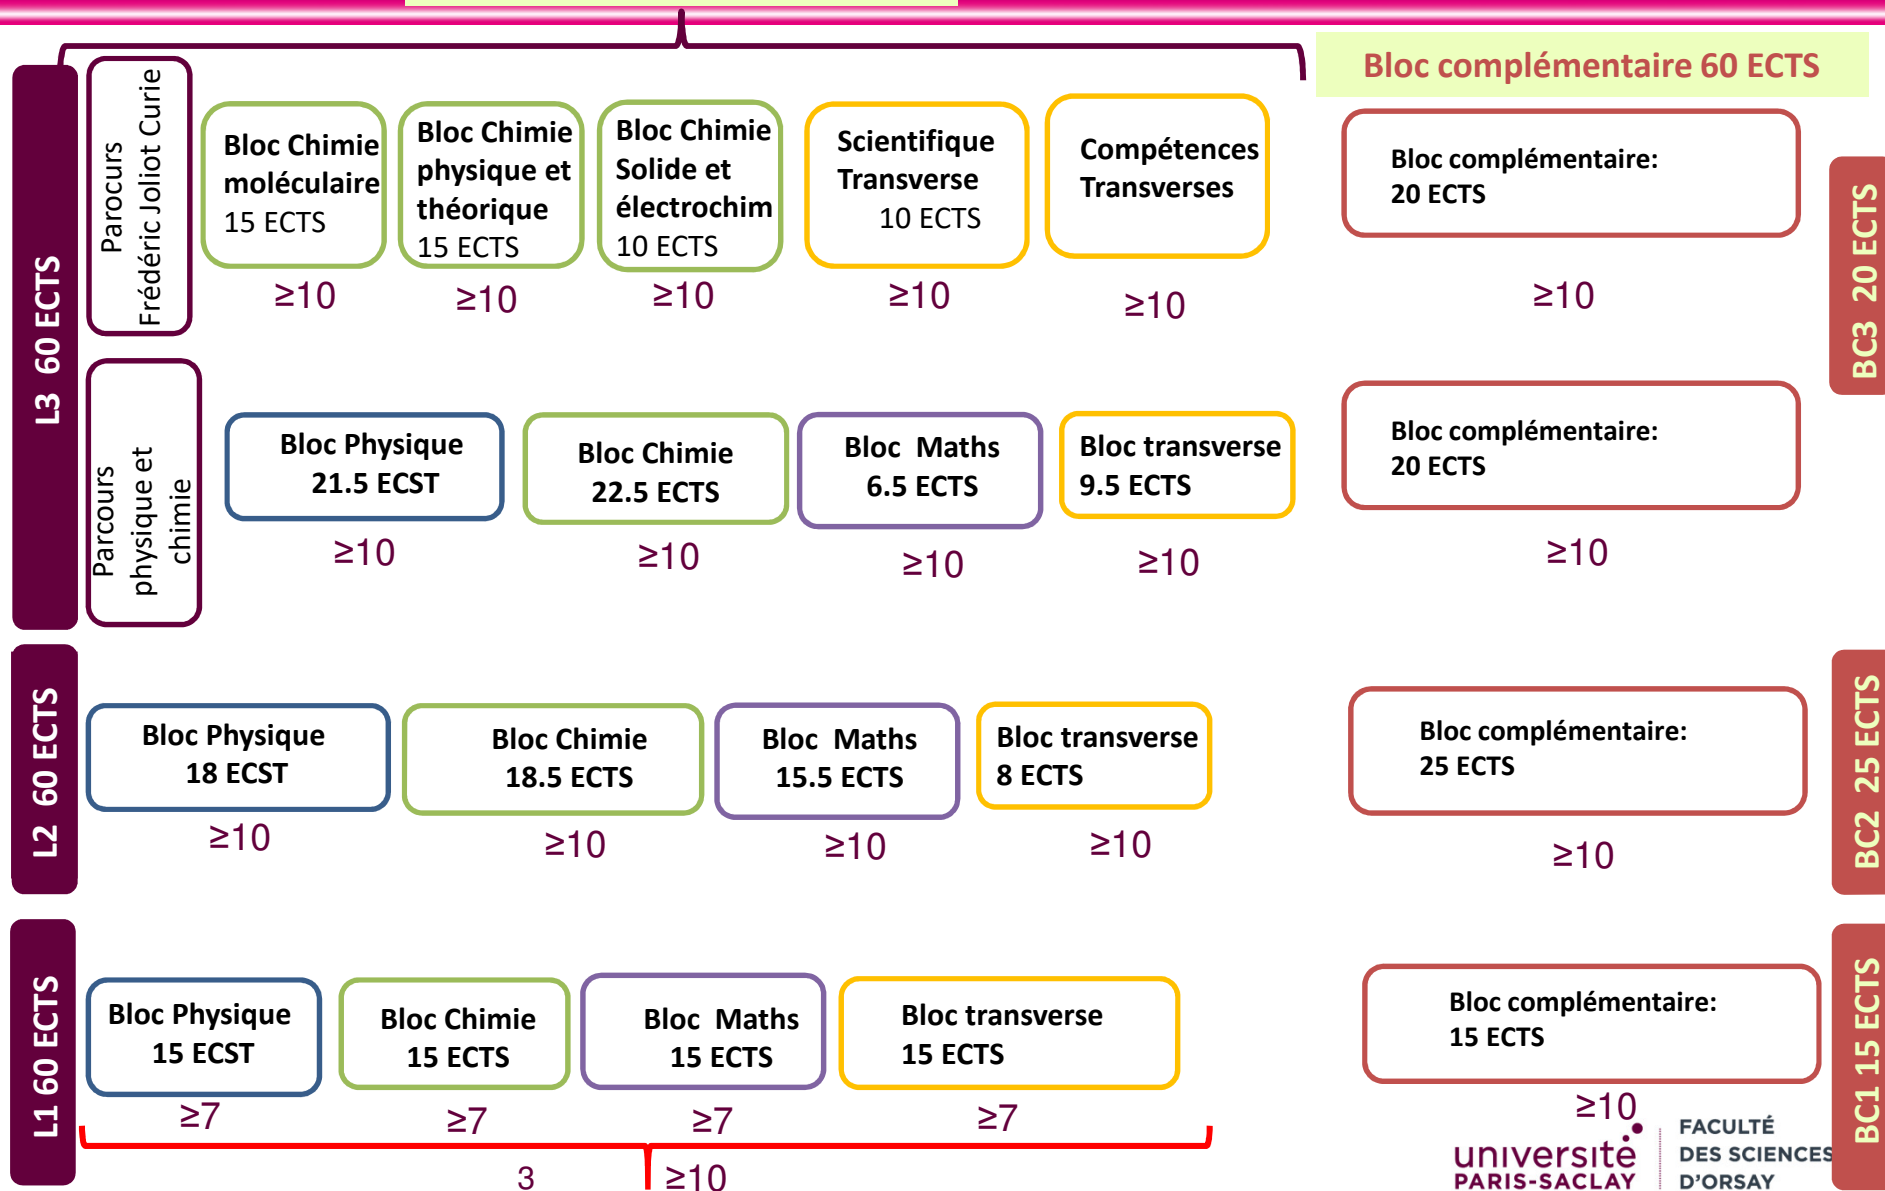 Bloc complémentaire 60 ECTS
L3 60 ECTS
Parocurs
Frédéric Joliot Curie
Bloc Chimie
moléculaire
15 ECTS
≥10
Bloc Chimie
physique et
théorique
15 ECTS
≥10
Bloc Chimie
Solide et
électrochim
10 ECTS
≥10
Scientifique
Transverse
10 ECTS
≥10
Compétences
Transverses
≥10
Bloc complémentaire:
20 ECTS
≥10
BC3 20 ECTS
Parcours
physique et
chimie
Bloc Physique
21.5 ECST
≥10
Bloc Chimie
22.5 ECTS
≥10
Bloc Maths
6.5 ECTS
≥10
Bloc transverse
9.5 ECTS
≥10
Bloc complémentaire:
20 ECTS
≥10
L2 60 ECTS
Bloc Physique
18 ECST
≥10
Bloc Chimie
18.5 ECTS
≥10
Bloc Maths
15.5 ECTS
≥10
Bloc transverse
8 ECTS
≥10
Bloc complémentaire:
25 ECTS
≥10
BC2 25 ECTS
L1 60 ECTS
Bloc Physique
15 ECST
≥7
Bloc Chimie
15 ECTS
≥7
Bloc Maths
15 ECTS
≥7
Bloc transverse
15 ECTS
≥7
Bloc complémentaire:
15 ECTS
≥10
BC1 15 ECTS
3
≥10
université
PARIS-SACLAY
FACULTÉ
DES SCIENCES
D'ORSAY